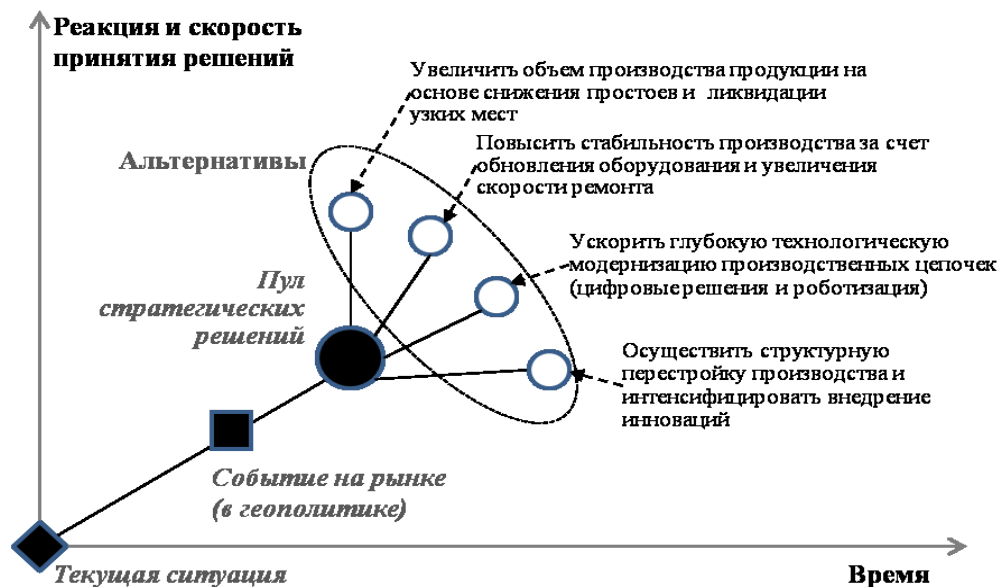 Реакция и скорость
принятия решений
Увеличить объем производства продукции на
основе снижения простоев и ликвидации
узких мест
Альтернативы
Повысить стабильность производства за счет
обновления оборудования и увеличения
скорости ремонта
Ускорить глубокую технологическую
модернизацию производственных цепочек
(цифровые решения и роботизация)
Пул
стратегических
решений
Осуществить структурную
перестройку производства и
интенсифицировать внедрение
инноваций
Событие на рынке
(в геополитике)
Текущая ситуация
Время